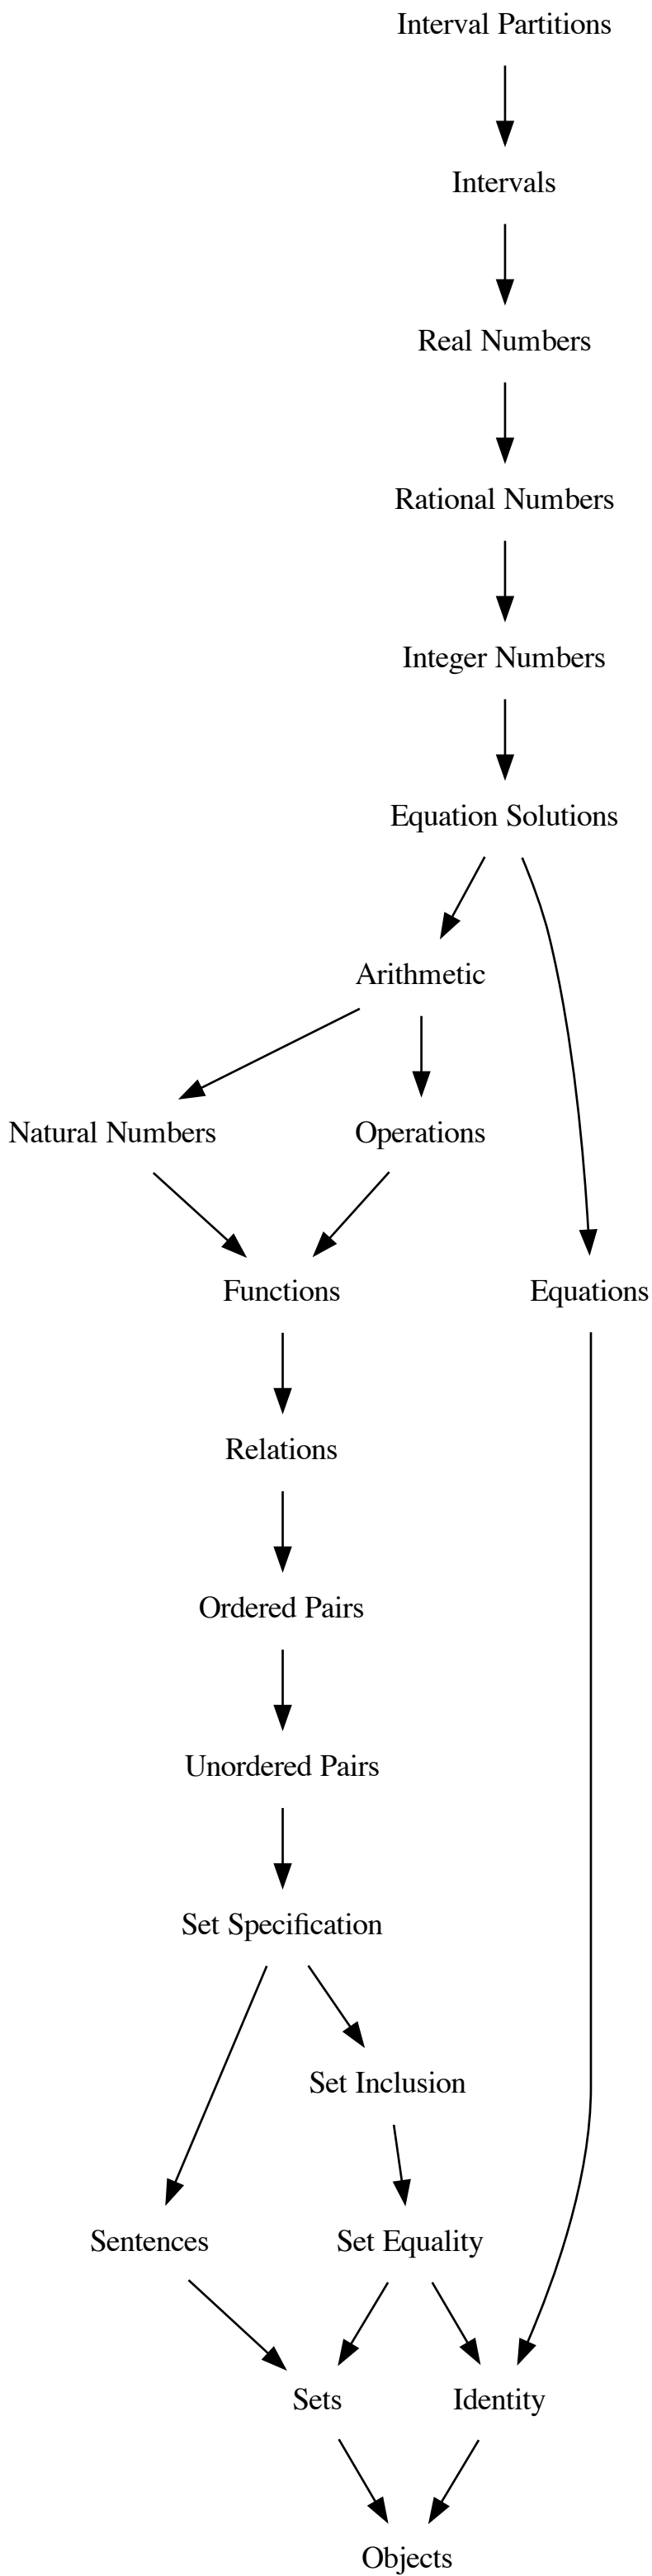 Interval Partitions
Intervals
Real Numbers
Rational Numbers
Integer Numbers
Equation Solutions
Arithmetic
Natural Numbers
Operations
Functions
Equations
Relations
Ordered Pairs
Unordered Pairs
Set Specification
Set Inclusion
Sentences
Set Equality
Sets
Identity
Objects